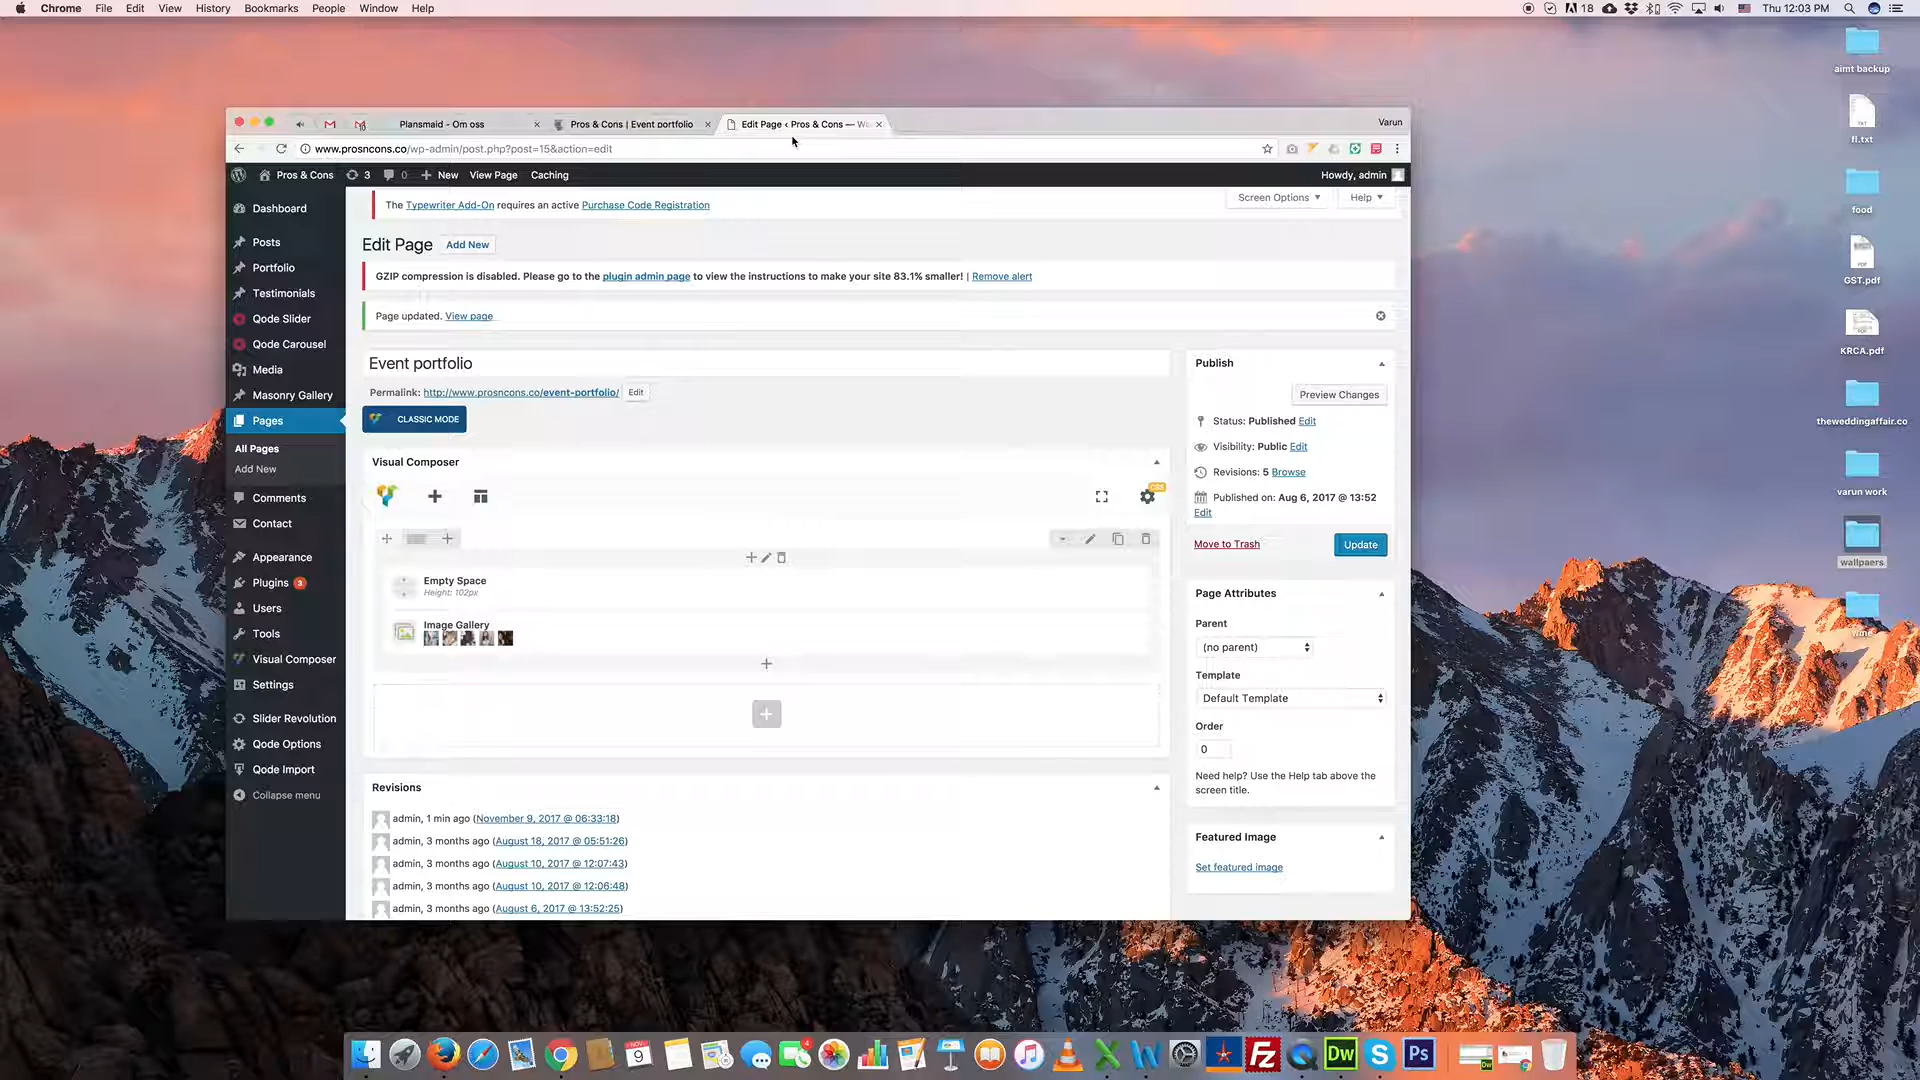 Chrome File Edit View History Bookmarks People Window Help
18 Thu 12:03 PM
Plansmaid - Om oss
Pros & Cons | Event portfolio
Edit Page ‹ Pros & Cons — Wo
Varun
www.prosncons.co/wp-admin/post.php?post=15&action=edit
Pros & Cons 3 0 New View Page Caching
Howdy, admin
Dashboard
Posts
Portfolio
Testimonials
Qode Slider
Qode Carousel
Media
Masonry Gallery
Pages
All Pages
Add New
Comments
Contact
Appearance
Plugins 3
Users
Tools
Visual Composer
Settings
Slider Revolution
Qode Options
Qode Import
Collapse menu
The Typewriter Add-On requires an active Purchase Code Registration
Screen Options
Help
Edit Page Add New
GZIP compression is disabled. Please go to the plugin admin page to view the instructions to make your site 83.1% smaller! | Remove alert
Page updated. View page
Event portfolio
Permalink: http://www.prosncons.co/event-portfolio/ Edit
CLASSIC MODE
Visual Composer
CSS
Empty Space
Height: 102px
Image Gallery
Revisions
admin, 1 min ago (November 9, 2017 @ 06:33:18)
admin, 3 months ago (August 18, 2017 @ 05:51:26)
admin, 3 months ago (August 10, 2017 @ 12:07:43)
admin, 3 months ago (August 10, 2017 @ 12:06:48)
admin, 3 months ago (August 6, 2017 @ 13:52:25)
Publish
Preview Changes
Status: Published Edit
Visibility: Public Edit
Revisions: 5 Browse
Published on: Aug 6, 2017 @ 13:52
Edit
Move to Trash
Update
Page Attributes
Parent
(no parent)
Template
Default Template
Order
0
Need help? Use the Help tab above the
screen title.
Featured Image
Set featured image
aimt backup
TXT
fl.txt
food
PDF
GST.pdf
PDF
KRCA.pdf
theweddingaffair.co
varun work
wallpaers
NOV
9
4
Fz
Dw
Ps